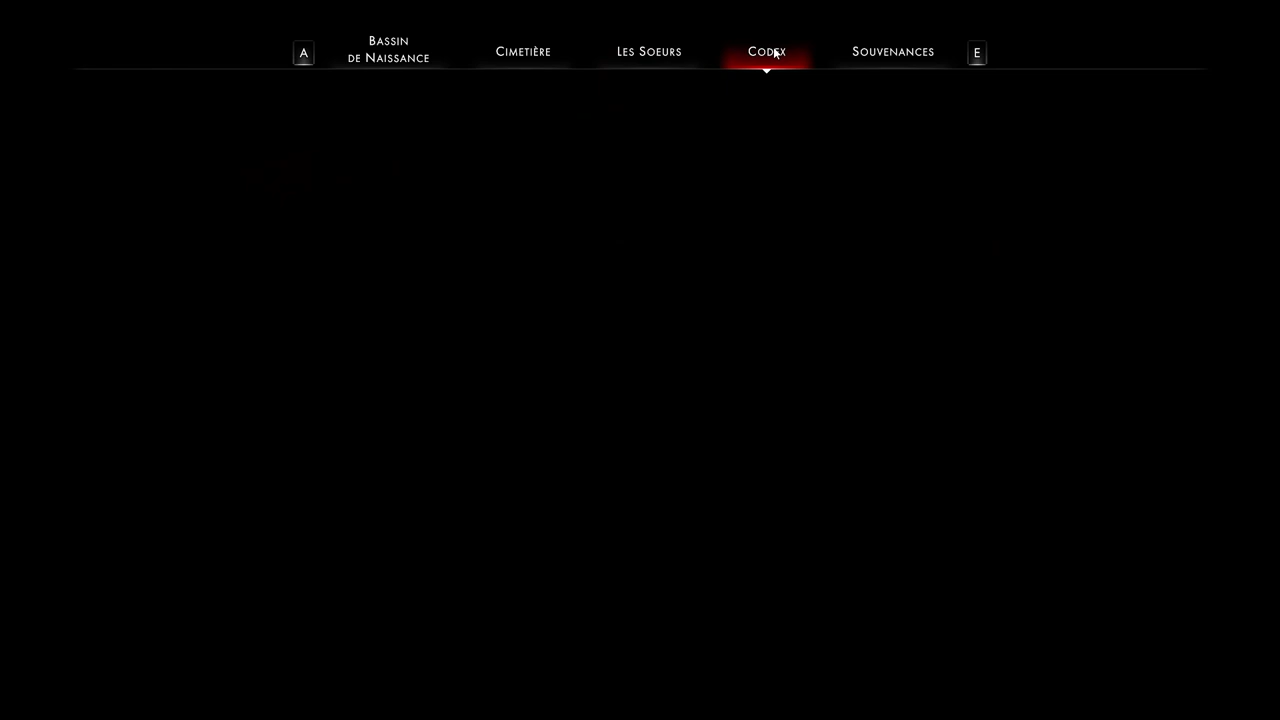 A
Bassin
de Naissance
Cimetière
Les Soeurs
Codex
Souvenances
E